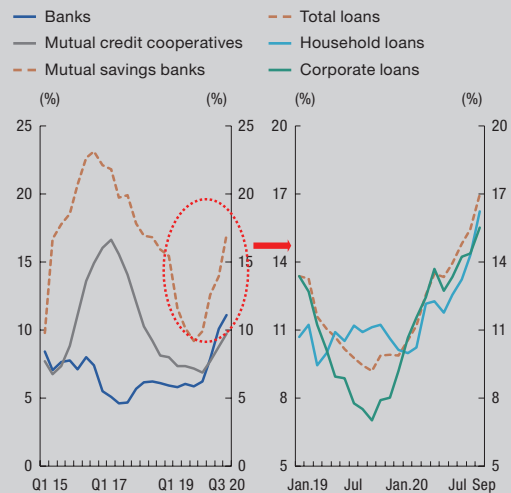 Banks
Mutual credit cooperatives
Mutual savings banks
Total loans
Household loans
Corporate loans
(%) (%)
25 25
20 20
15 15
10 10
5 5
0 0
Q1 15 Q1 17 Q1 19 Q3 20
(%) (%)
20 20
17 17
14 14
11 11
8 8
5 5
Jan.19 Jul Jan.20 Jul Sep